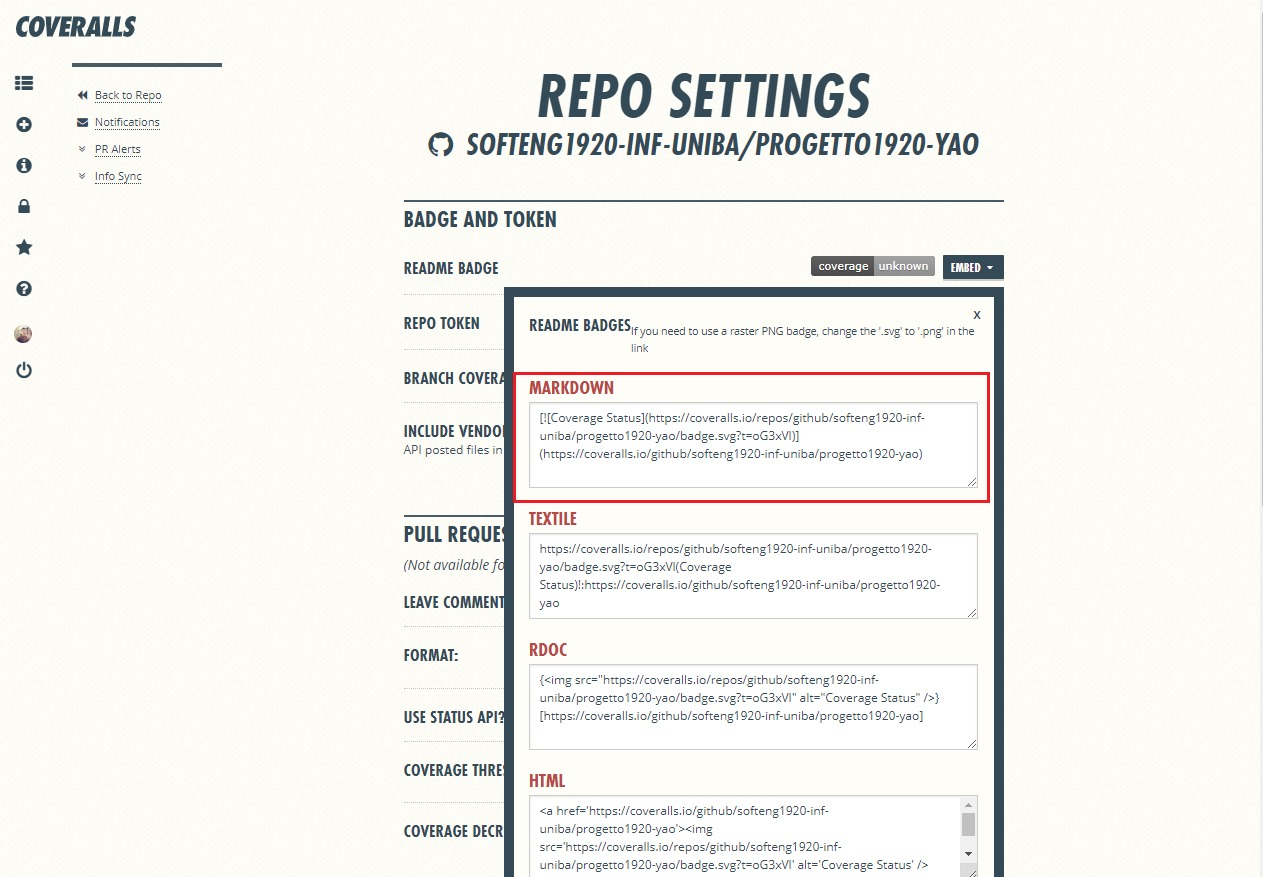 COVERALLS
Back to Repo
Notifications
PR Alerts
Info Sync
REPO SETTINGS
SOFTENG1920-INF-UNIBA/PROGETTO1920-YAO
BADGE AND TOKEN
README BADGE
coverage unknown
EMBED
REPO TOKEN
BRANCH COVERA
INCLUDE VENDO
API posted files in
PULL REQUE
(Not available fo
LEAVE COMMENT
FORMAT:
USE STATUS API?
COVERAGE THRE
COVERAGE DECR
x
README BADGES
If you need to use a raster PNG badge, change the '.svg' to '.png' in the
link
MARKDOWN
[![Coverage Status](https://coveralls.io/repos/github/softeng1920-inf-
uniba/progetto1920-yao/badge.svg?t=oG3xVI)]
(https://coveralls.io/github/softeng1920-inf-uniba/progetto1920-yao)
TEXTILE
https://coveralls.io/repos/github/softeng1920-inf-uniba/progetto1920-
yao/badge.svg?t=oG3xVI(Coverage
Status)!:https://coveralls.io/github/softeng1920-inf-uniba/progetto1920-
yao
RDOC
{<img src="https://coveralls.io/repos/github/softeng1920-inf-
uniba/progetto1920-yao/badge.svg?t=oG3xVI" alt="Coverage Status" />}
[https://coveralls.io/github/softeng1920-inf-uniba/progetto1920-yao]
HTML
<a href='https://coveralls.io/github/softeng1920-inf-
uniba/progetto1920-yao'><img
src='https://coveralls.io/repos/github/softeng1920-inf-
uniba/progetto1920-yao/badge.svg?t=oG3xVI' alt='Coverage Status' />